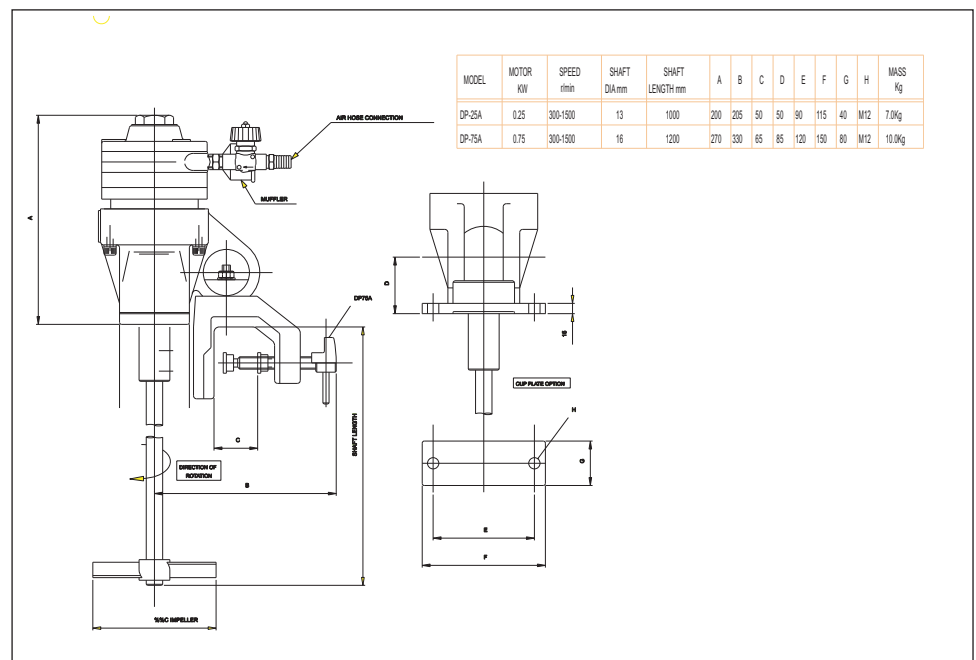 MODEL MOTOR KW SPEED r/min SHAFT DIA mm SHAFT LENGTH mm A B C D E F G H MASS Kg
DP-25A 0.25 300-1500 13 1000 200 205 50 50 90 115 40 M12 7.0Kg
DP-75A 0.75 300-1500 16 1200 270 330 65 85 120 150 80 M12 10.0Kg
AIR HOSE CONNECTION
MUFFLER
A
DP75A
D
15
CUP PLATE OPTION
SHAFT LENGTH
C
H
G
DIRECTION OF
ROTATION
B
E
F
%%C IMPELLER